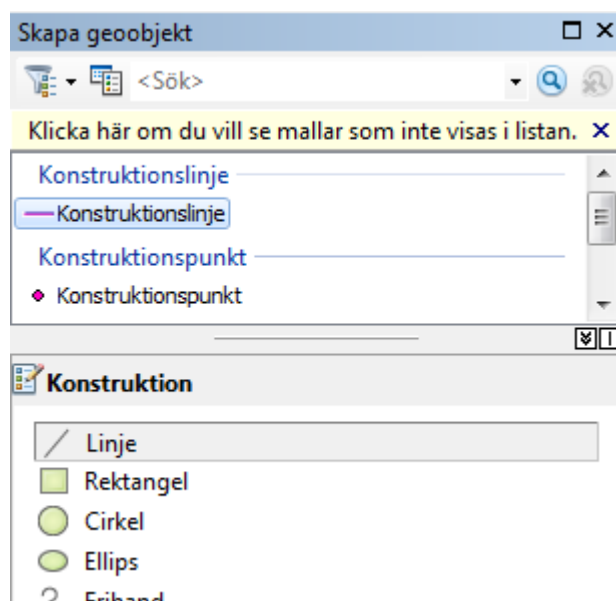 Skapa geoobjekt
<Sök>
Klicka här om du vill se mallar som inte visas i listan.
Konstruktionslinje
Konstruktionslinje
Konstruktionspunkt
Konstruktionspunkt
Konstruktion
Linje
Rektangel
Cirkel
Ellips
Frihand